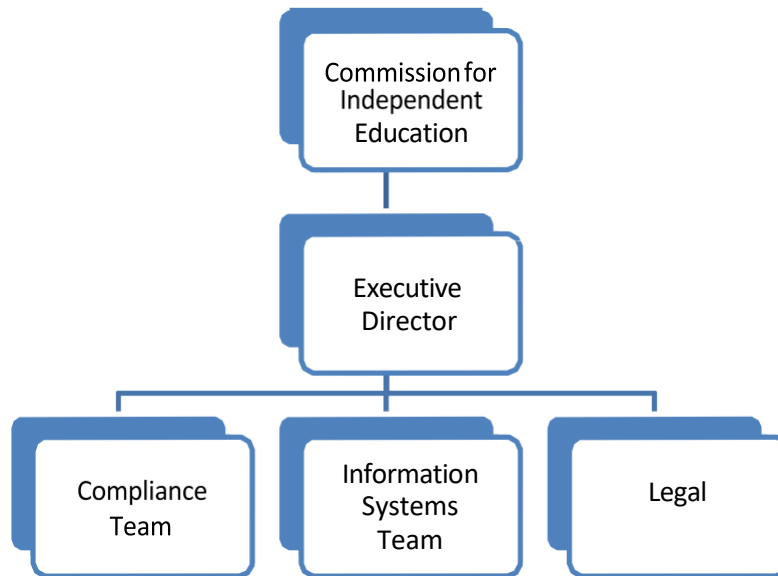 Commission for
Independent
Education
Executive
Director
Compliance
Team
Information
Systems
Team
Legal